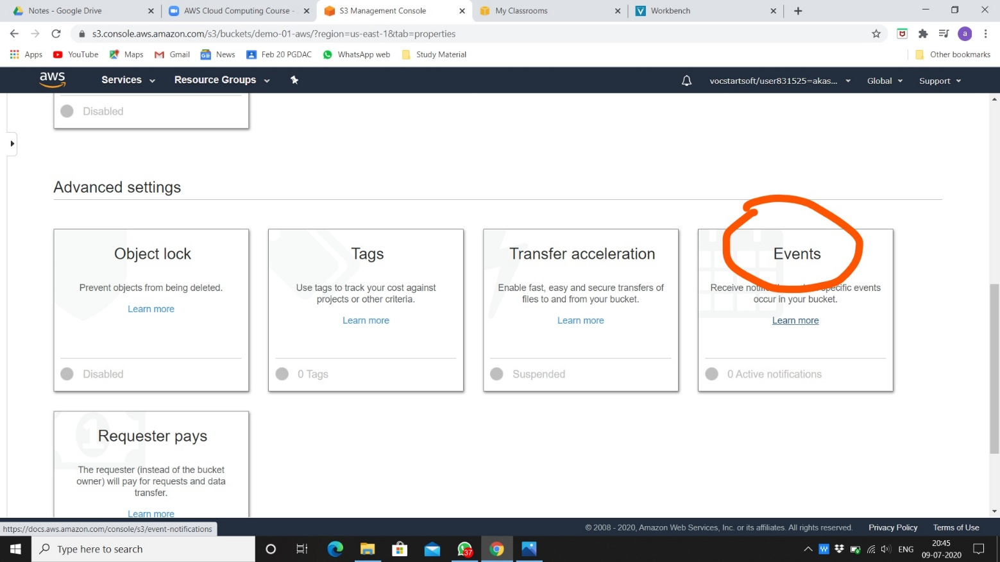 Notes - Google Drive
AWS Cloud Computing Course -
S3 Management Console
My Classrooms
Workbench
s3.console.aws.amazon.com/s3/buckets/demo-01-aws/?region=us-east-1&tab=properties
a
Apps
YouTube
Maps
Gmail
News
Feb 20 PGDAC
WhatsApp web
Study Material
Other bookmarks
aws
Services
Resource Groups
vocstartsoft/user831525=akas...
Global
Support
Disabled
Advanced settings
Object lock
Prevent objects from being deleted.
Learn more
Disabled
Tags
Use tags to track your cost against
projects or other criteria.
Learn more
0 Tags
Transfer acceleration
Enable fast, easy and secure transfers of
files to and from your bucket.
Learn more
Suspended
Events
Receive specific events
occur in your bucket.
Learn more
0 Active notifications
Requester pays
The requester (instead of the bucket
owner) will pay for requests and data
transfer.
Learn more
https://docs.aws.amazon.com/console/s3/event-notifications
© 2008 - 2020, Amazon Web Services, Inc. or its affiliates. All rights reserved.
Privacy Policy
Terms of Use
Type here to search
37
ENG
20:45
09-07-2020